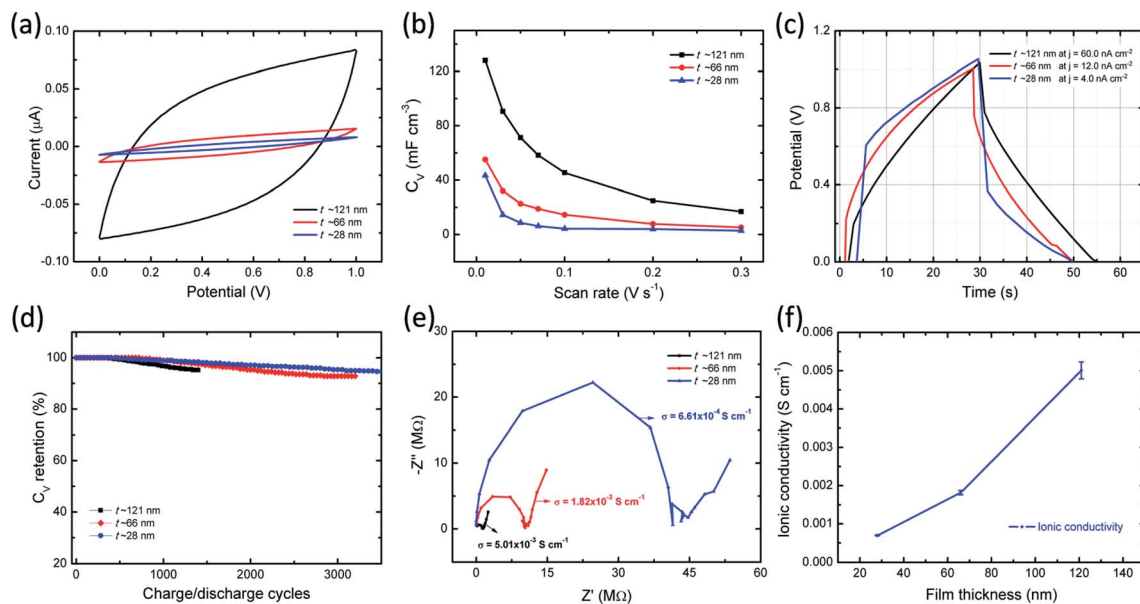 (a)
0.10
0.05
0.00
-0.05
-0.10
Current (μA)
0.0 0.2 0.4 0.6 0.8 1.0
Potential (V)
t ~121 nm
t ~66 nm
t ~28 nm
(b)
120
80
40
0
C_V (mF cm⁻³)
0.0 0.1 0.2 0.3
Scan rate (V s⁻¹)
t ~121 nm
t ~66 nm
t ~28 nm
(c)
1.2
0.8
0.4
0.0
Potential (V)
0 10 20 30 40 50 60
Time (s)
t ~121 nm at j = 60.0 nA cm⁻²
t ~66 nm at j = 12.0 nA cm⁻²
t ~28 nm at j = 4.0 nA cm⁻²
(d)
120
100
80
60
40
20
C_V retention (%)
0 1000 2000 3000
Charge/discharge cycles
t ~121 nm
t ~66 nm
t ~28 nm
(e)
30
20
10
0
-Z" (MΩ)
0 15 30 45 60
Z' (MΩ)
t ~121 nm
t ~66 nm
t ~28 nm
σ = 6.61x10⁻⁴ S cm⁻¹
σ = 1.82x10⁻³ S cm⁻¹
σ = 5.01x10⁻³ S cm⁻¹
(f)
0.006
0.005
0.004
0.003
0.002
0.001
0.000
Ionic conductivity (S cm⁻¹)
20 40 60 80 100 120 140
Film thickness (nm)
Ionic conductivity